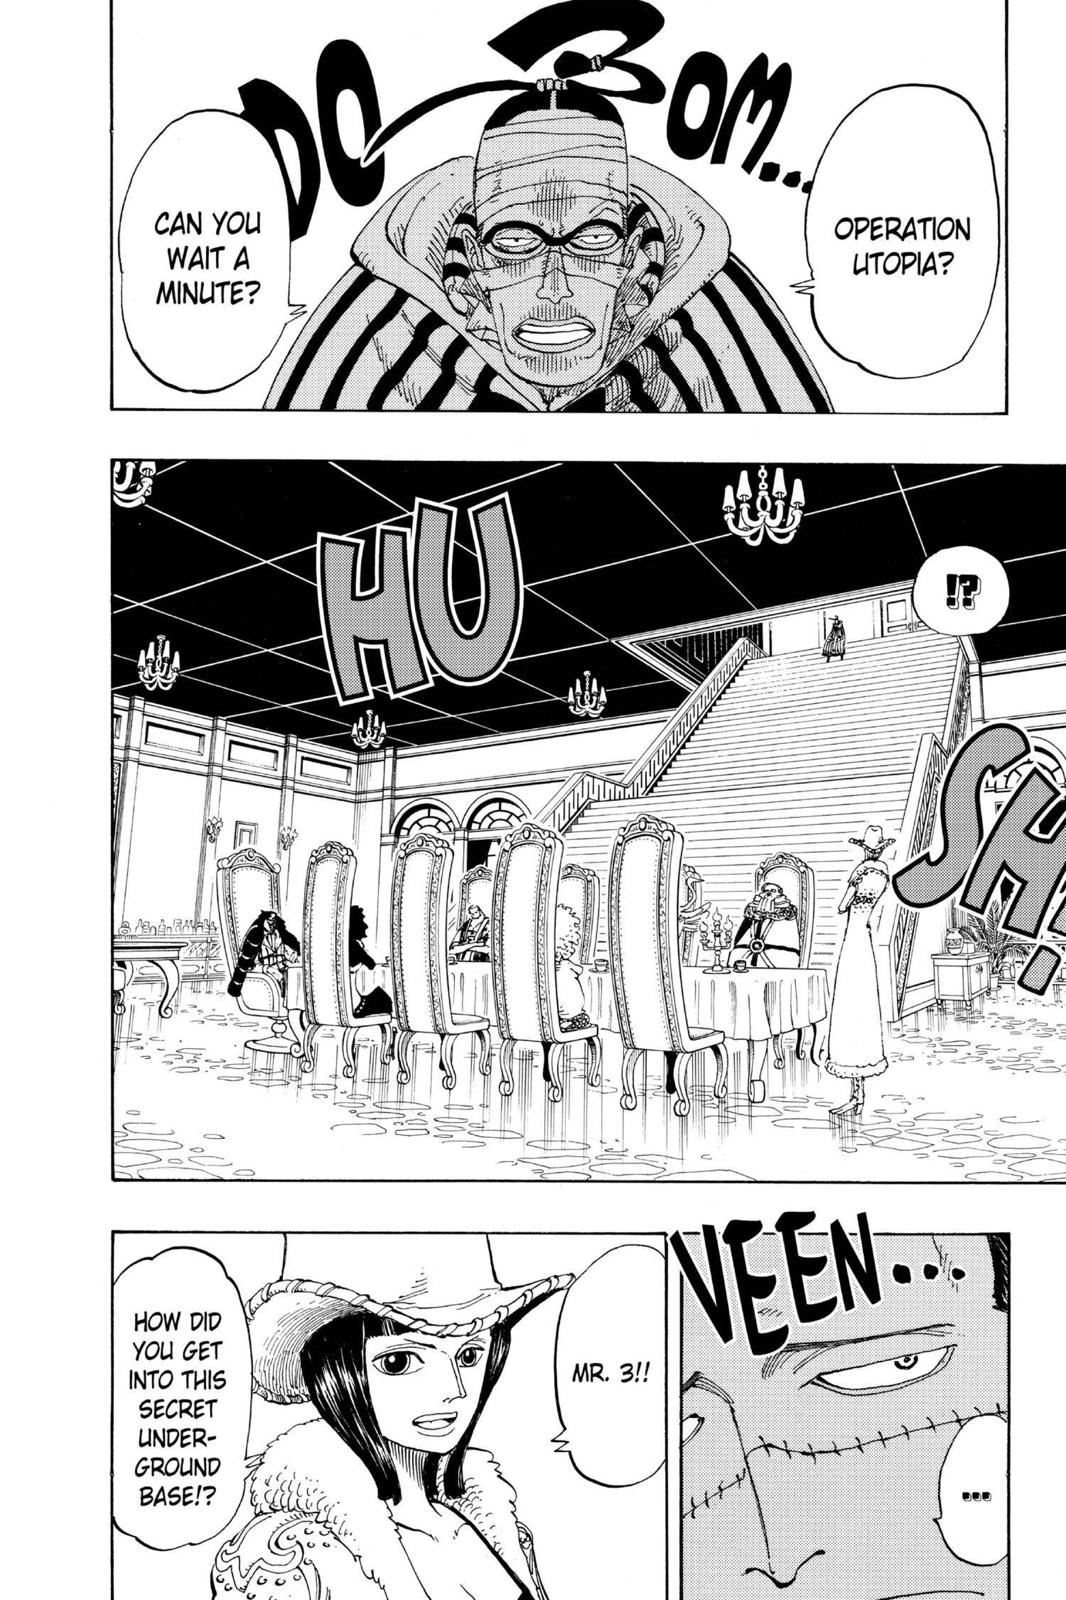 DO BOM...
OPERATION
UTOPIA?
CAN YOU
WAIT A
MINUTE?
HU
!?
SH
VEEN...
...
MR. 3!!
HOW DID
YOU GET
INTO THIS
SECRET
UNDER-
GROUND
BASE!?